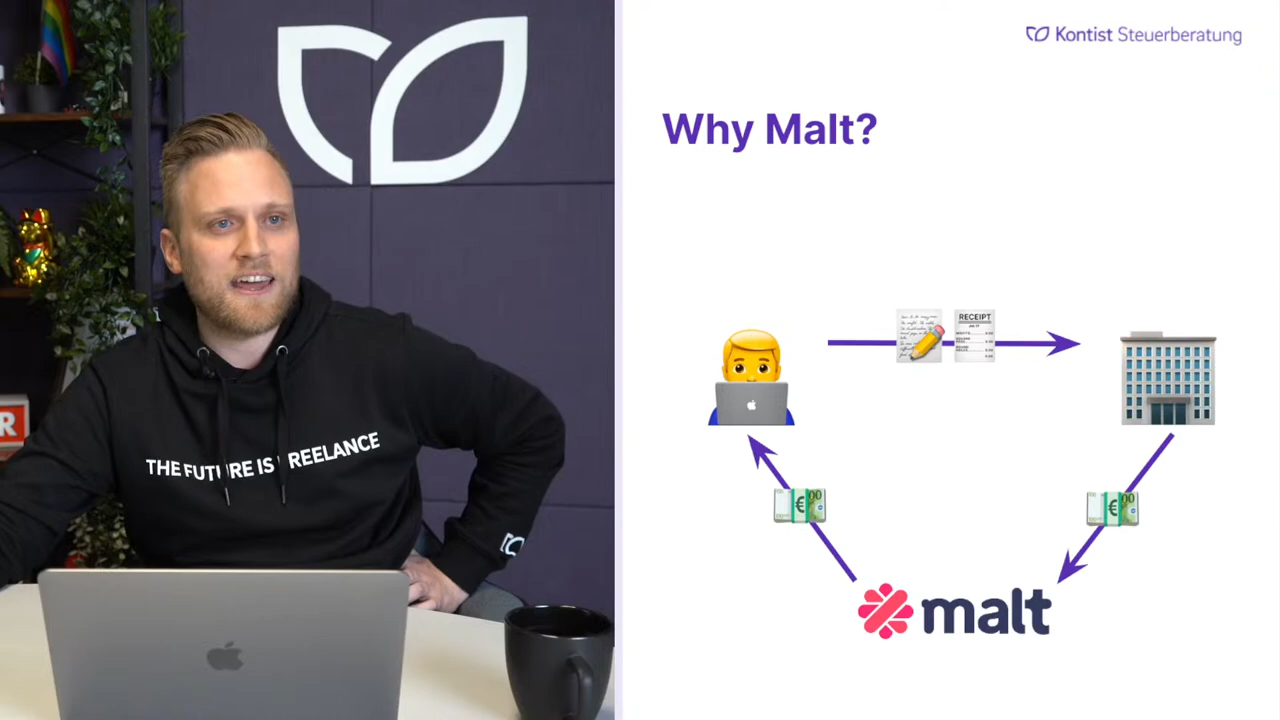 Kontist Steuerberatung
Why Malt?
RECEIPT
malt
THE FUTURE IS FREELANCE
R